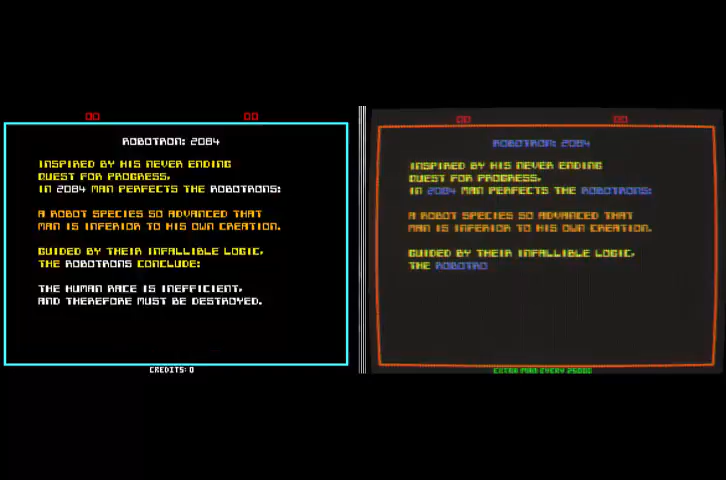 00 00
ROBOTRON: 2084
INSPIRED BY HIS NEVER ENDING
QUEST FOR PROGRESS,
IN 2084 MAN PERFECTS THE ROBOTRONS:
A ROBOT SPECIES SO ADVANCED THAT
MAN IS INFERIOR TO HIS OWN CREATION.
GUIDED BY THEIR INFALLIBLE LOGIC,
THE ROBOTRONS CONCLUDE:
THE HUMAN RACE IS INEFFICIENT,
AND THEREFORE MUST BE DESTROYED.
CREDITS: 0
00 00
ROBOTRON: 2084
INSPIRED BY HIS NEVER ENDING
QUEST FOR PROGRESS,
IN 2084 MAN PERFECTS THE ROBOTRONS:
A ROBOT SPECIES SO ADVANCED THAT
MAN IS INFERIOR TO HIS OWN CREATION.
GUIDED BY THEIR INFALLIBLE LOGIC,
THE ROBOTRO
EXTRA MAN EVERY 25000